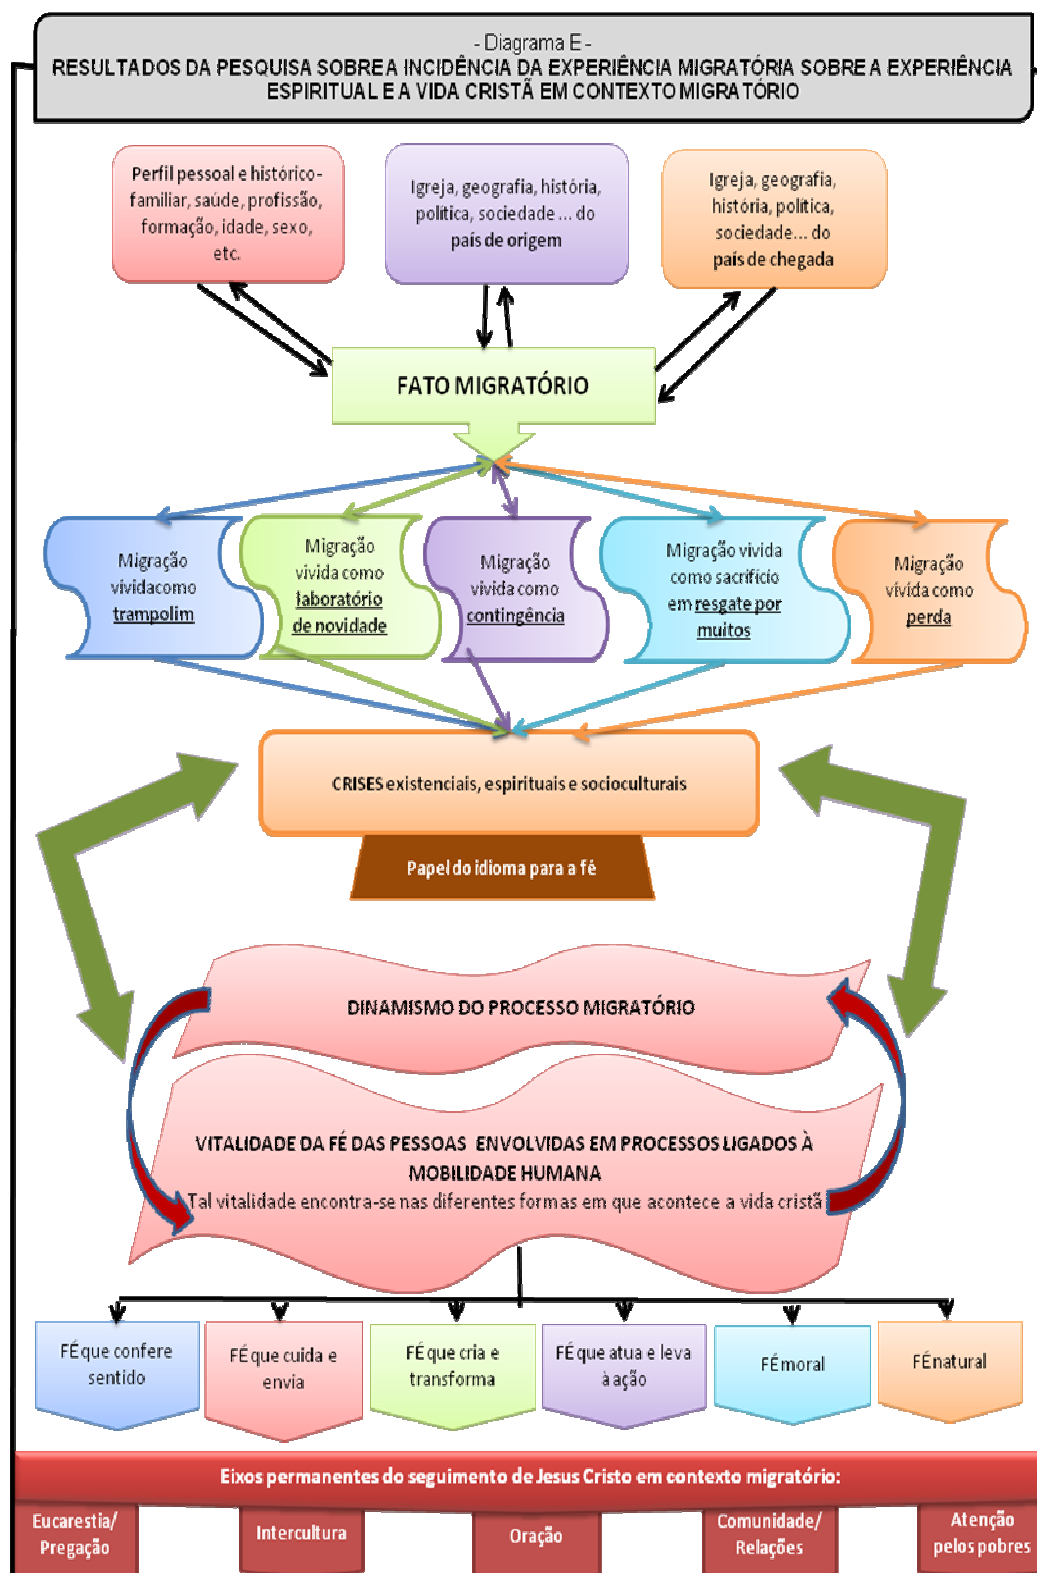 - Diagrama E -
RESULTADOS DA PESQUISA SOBRE A INCIDÊNCIA DA EXPERIÊNCIA MIGRATÓRIA SOBRE A EXPERIÊNCIA
ESPIRITUAL E A VIDA CRISTÃ EM CONTEXTO MIGRATÓRIO
Perfil pessoal e histórico-
familiar, saúde, profissão,
formação, idade, sexo,
etc.
Igreja, geografia, história,
política, sociedade ... do
país de origem
Igreja, geografia,
história, política,
sociedade... do
país de chegada
FATO MIGRATÓRIO
Migração
vivida como
trampolim
Migração
vivida como
laboratório
de novidade
Migração
vivida como
contingência
Migração vivida
como sacrifício
em resgate por
muitos
Migração
vivida como
perda
CRISES existenciais, espirituais e socioculturais
Papel do idioma para a fé
DINAMISMO DO PROCESSO MIGRATÓRIO
VITALIDADE DA FÉ DAS PESSOAS ENVOLVIDAS EM PROCESSOS LIGADOS À
MOBILIDADE HUMANA
Tal vitalidade encontra-se nas diferentes formas em que acontece a vida cristã
FÉ que confere
sentido
FÉ que cuida e
envia
FÉ que cria e
transforma
FÉ que atua e leva
à ação
FÉ moral
FÉ natural
Eixos permanentes do seguimento de Jesus Cristo em contexto migratório:
Eucarestia/
Pregação
Intercultura
Oração
Comunidade/
Relações
Atenção
pelos pobres